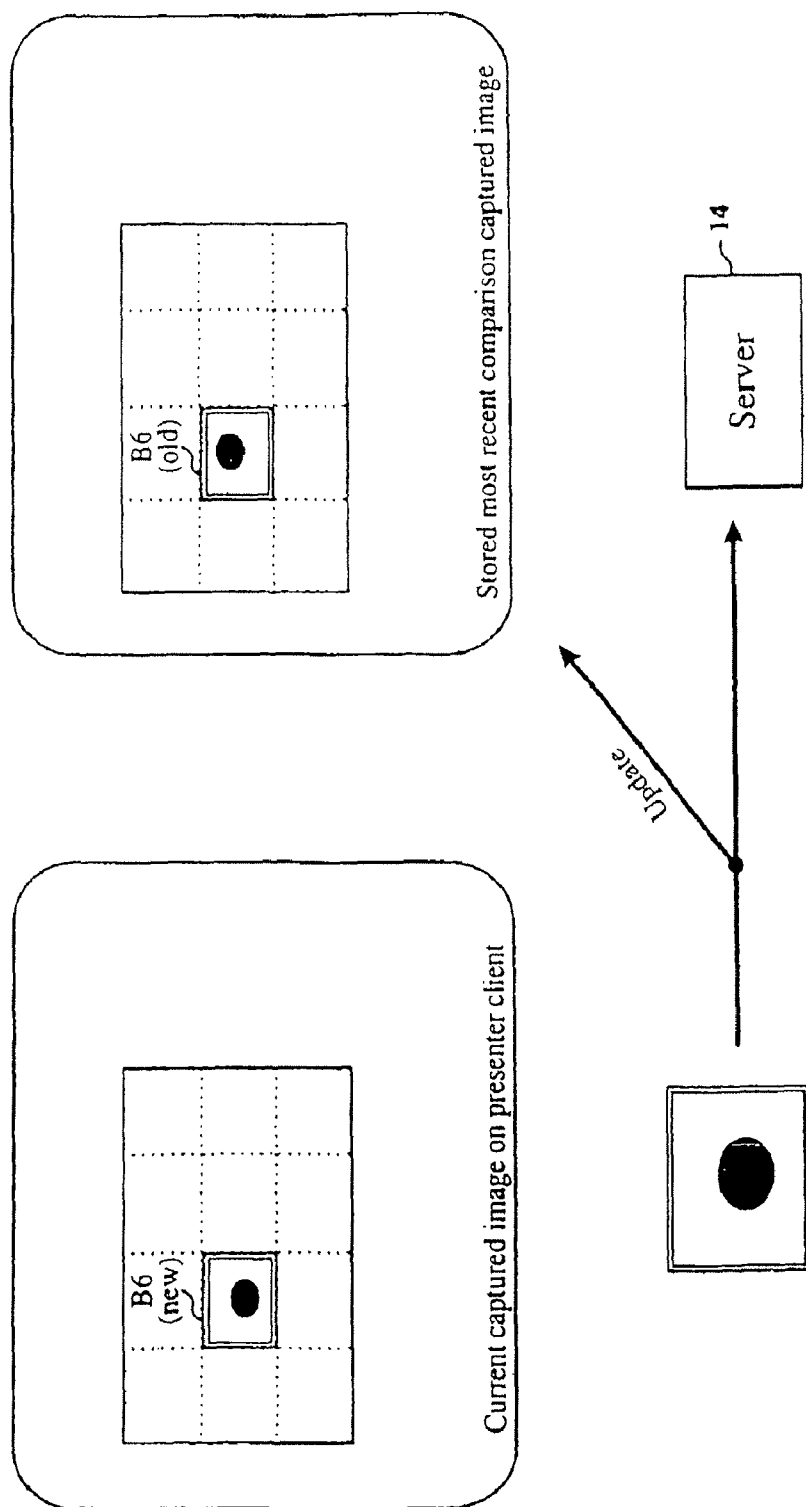 B6
(new)
Current captured image on presenter client
B6
(old)
Stored most recent comparison captured image
Update
Server
14